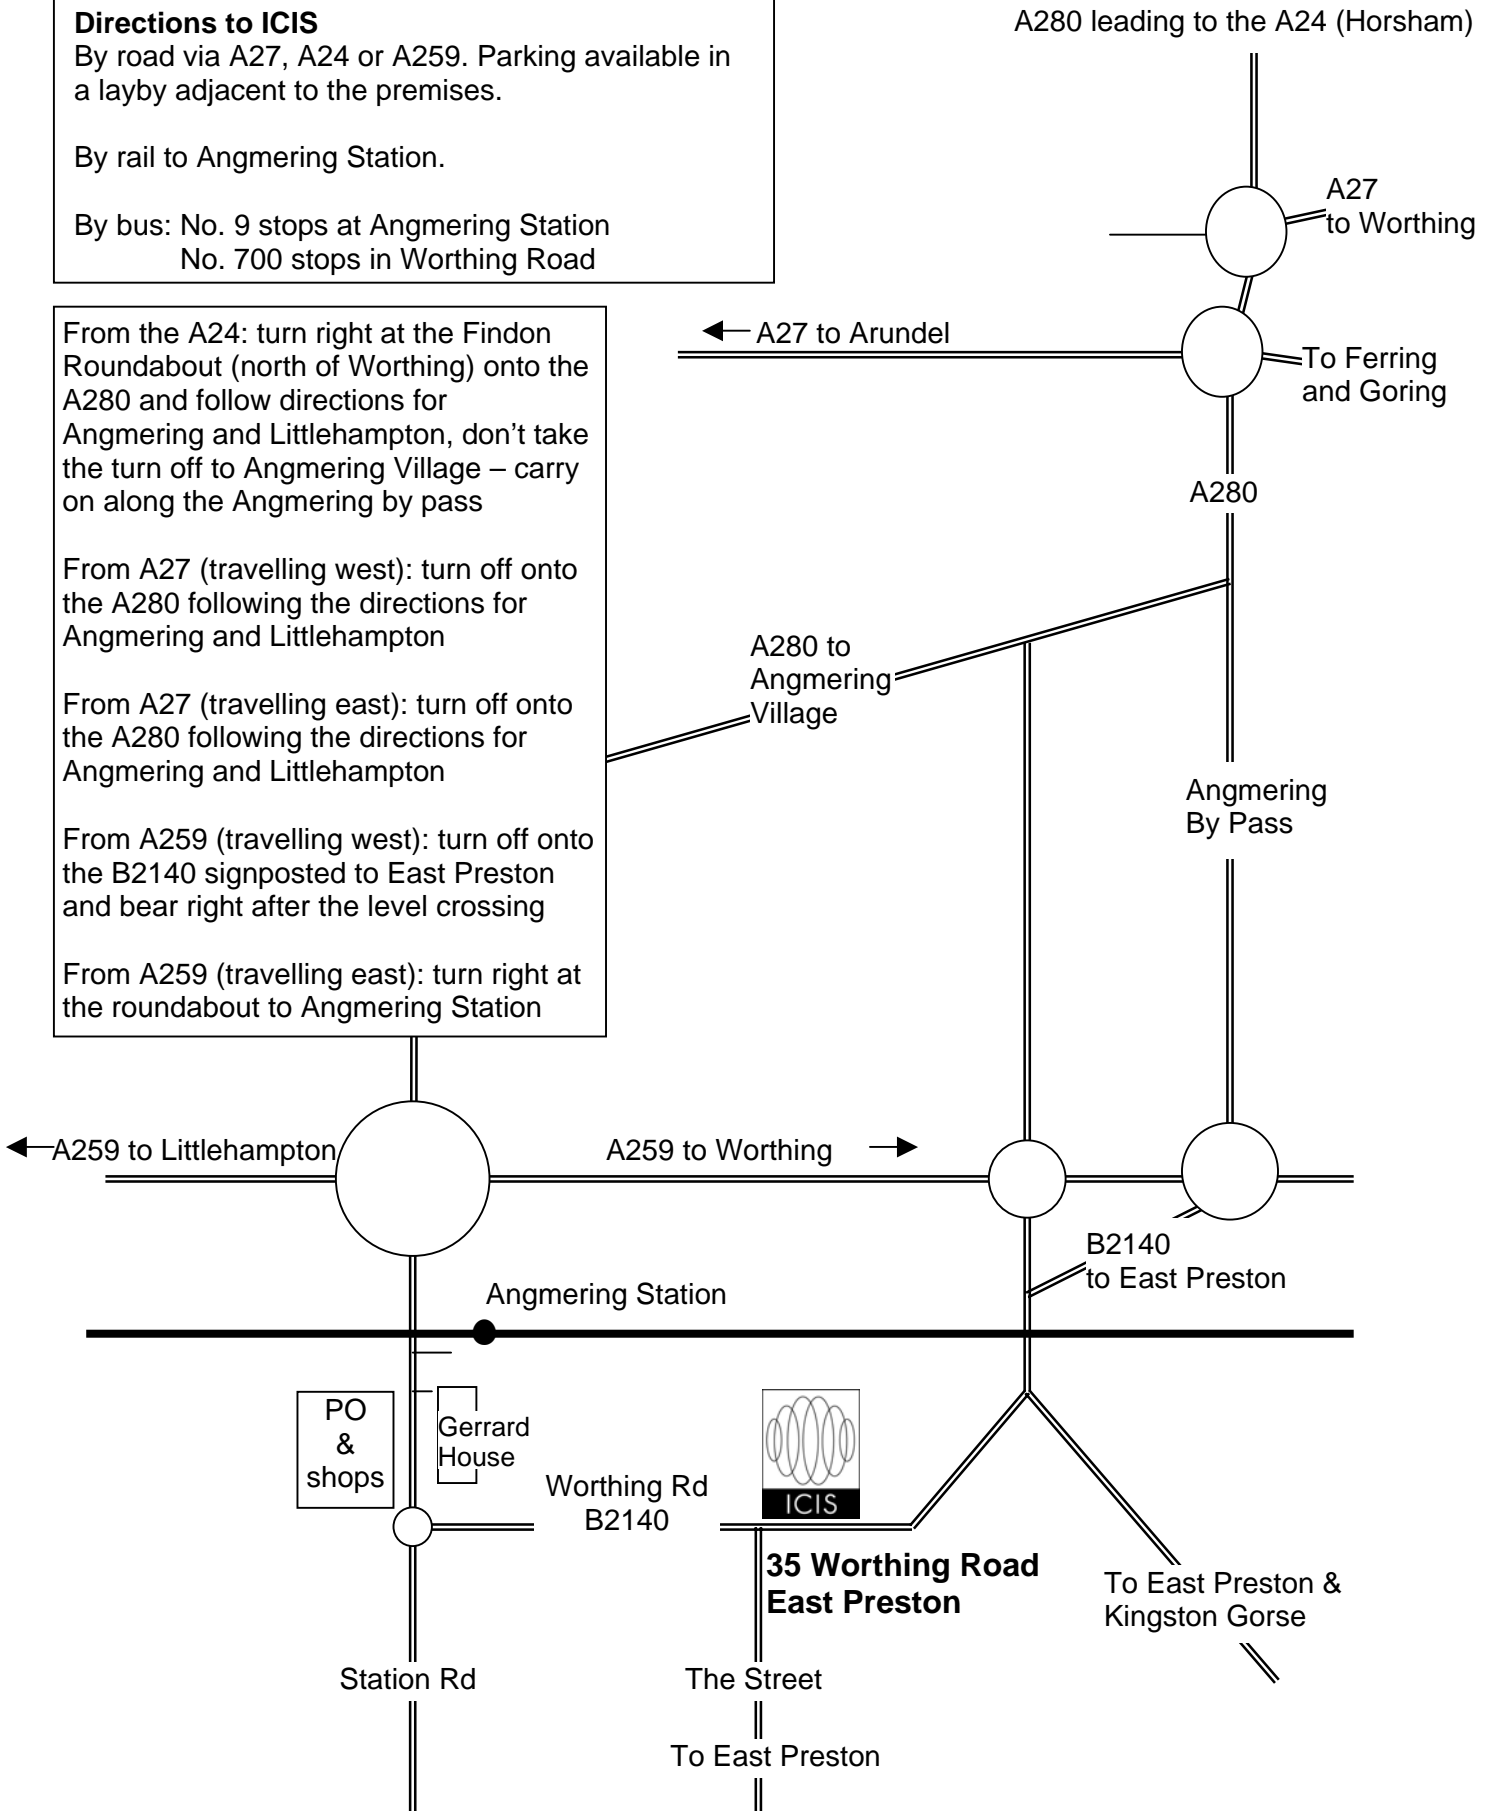 Directions to ICIS
By road via A27, A24 or A259. Parking available in
a layby adjacent to the premises.
By rail to Angmering Station.
By bus: No. 9 stops at Angmering Station
No. 700 stops in Worthing Road
A280 leading to the A24 (Horsham)
A27
to Worthing
A27 to Arundel
To Ferring
and Goring
A280
From the A24: turn right at the Findon
Roundabout (north of Worthing) onto the
A280 and follow directions for
Angmering and Littlehampton, don’t take
the turn off to Angmering Village – carry
on along the Angmering by pass
From A27 (travelling west): turn off onto
the A280 following the directions for
Angmering and Littlehampton
From A27 (travelling east): turn off onto
the A280 following the directions for
Angmering and Littlehampton
From A259 (travelling west): turn off onto
the B2140 signposted to East Preston
and bear right after the level crossing
From A259 (travelling east): turn right at
the roundabout to Angmering Station
A280 to
Angmering
Village
Angmering
By Pass
A259 to Littlehampton
A259 to Worthing
B2140
to East Preston
Angmering Station
PO
&
shops
Gerrard
House
Worthing Rd
B2140
ICIS
35 Worthing Road
East Preston
To East Preston &
Kingston Gorse
Station Rd
The Street
To East Preston